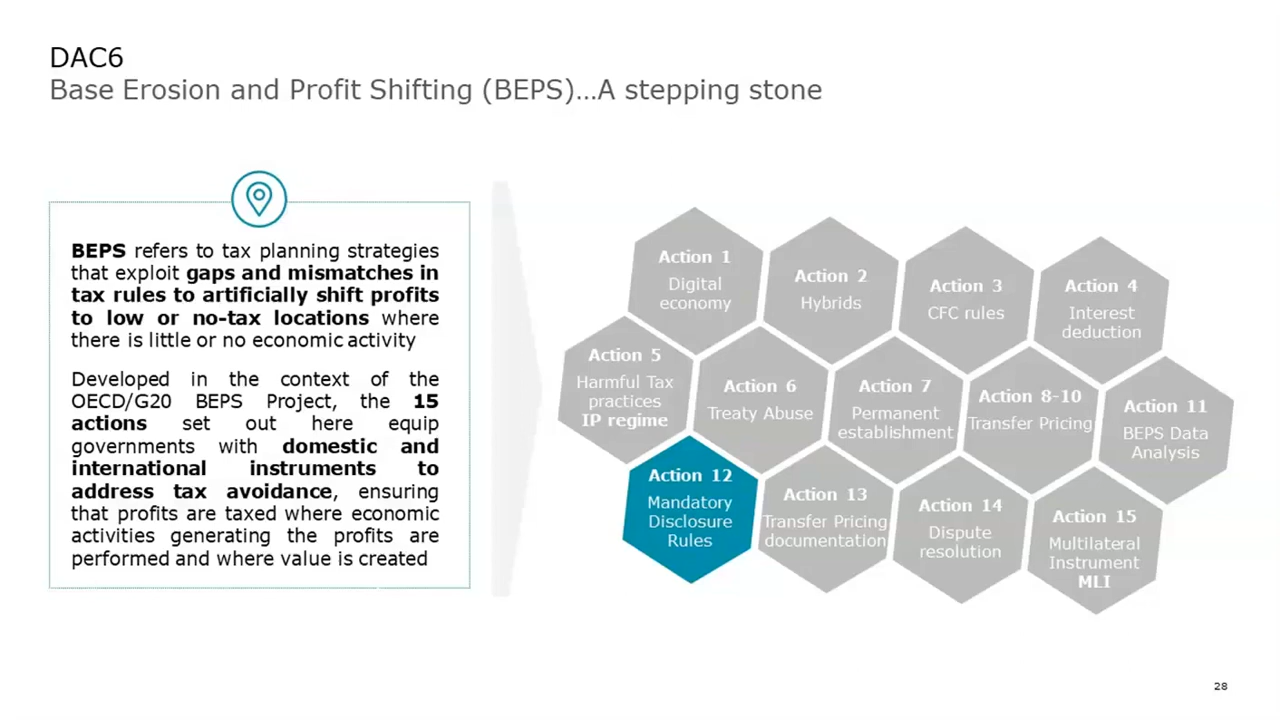 DAC6
Base Erosion and Profit Shifting (BEPS)...A stepping stone
BEPS refers to tax planning strategies
that exploit gaps and mismatches in
tax rules to artificially shift profits
to low or no-tax locations where
there is little or no economic activity
Developed in the context of the
OECD/G20 BEPS Project, the 15
actions set out here equip
governments with domestic and
international instruments to
address tax avoidance, ensuring
that profits are taxed where economic
activities generating the profits are
performed and where value is created
Action 1
Digital
economy
Action 2
Hybrids
Action 3
CFC rules
Action 4
Interest
deduction
Action 5
Harmful Tax
practices
IP regime
Action 6
Treaty Abuse
Action 7
Permanent
establishment
Action 8-10
Transfer Pricing
Action 11
BEPS Data
Analysis
Action 12
Mandatory
Disclosure
Rules
Action 13
Transfer Pricing
documentation
Action 14
Dispute
resolution
Action 15
Multilateral
Instrument
MLI
28